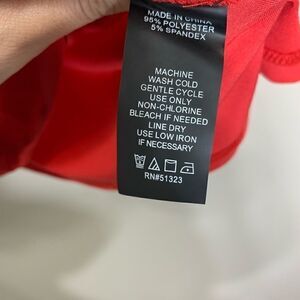 MADE IN CHINA
95% POLYESTER
5% SPANDEX
MACHINE
WASH COLD
GENTLE CYCLE
USE ONLY
NON-CHLORINE
BLEACH IF NEEDED
LINE DRY
USE LOW IRON
IF NECESSARY
RN#51323